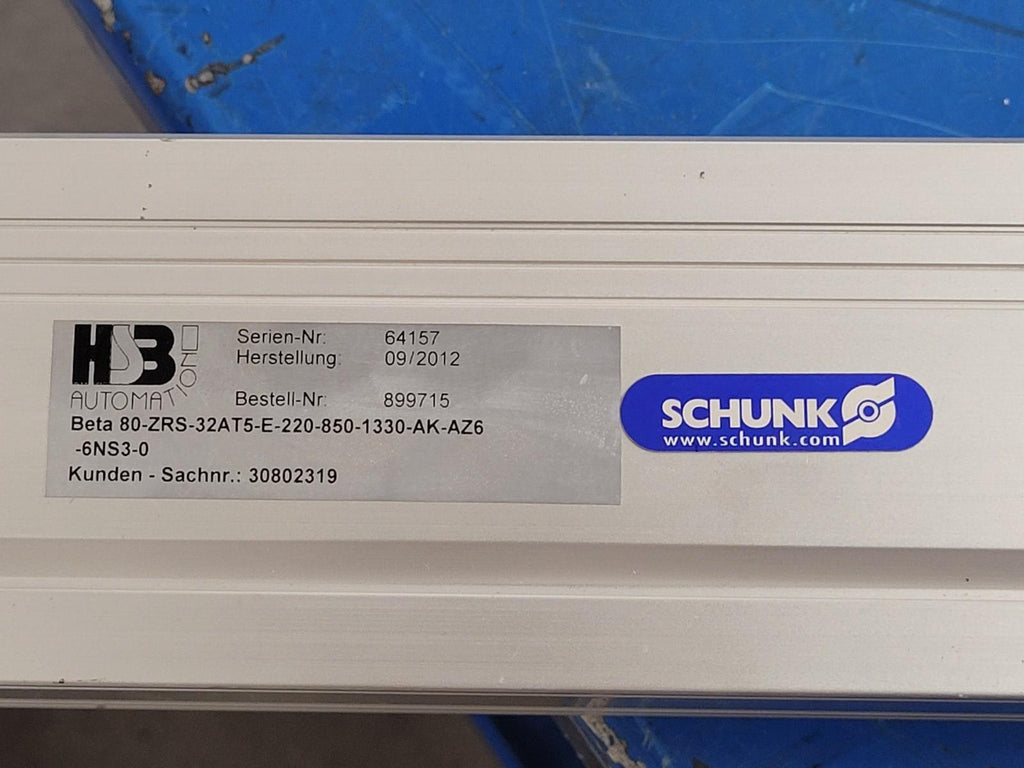 HSB
AUTOMATION
Serien-Nr: 64157
Herstellung: 09/2012
Bestell-Nr: 899715
Beta 80-ZRS-32AT5-E-220-850-1330-AK-AZ6
-6NS3-0
Kunden - Sachnr.: 30802319
SCHUNK
www.schunk.com